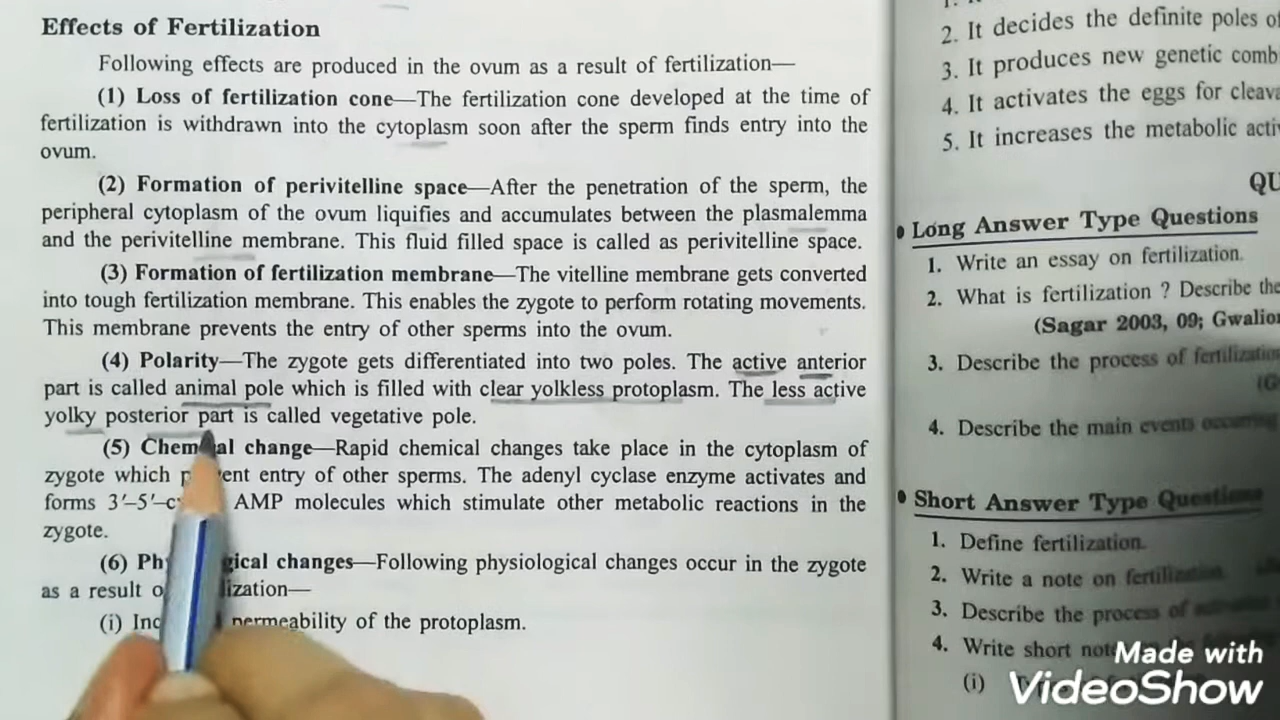 Effects of Fertilization
Following effects are produced in the ovum as a result of fertilization—
(1) Loss of fertilization cone—The fertilization cone developed at the time of
fertilization is withdrawn into the cytoplasm soon after the sperm finds entry into the
ovum.
(2) Formation of perivitelline space—After the penetration of the sperm, the
peripheral cytoplasm of the ovum liquifies and accumulates between the plasmalemma
and the perivitelline membrane. This fluid filled space is called as perivitelline space.
(3) Formation of fertilization membrane—The vitelline membrane gets converted
into tough fertilization membrane. This enables the zygote to perform rotating movements.
This membrane prevents the entry of other sperms into the ovum.
(4) Polarity—The zygote gets differentiated into two poles. The active anterior
part is called animal pole which is filled with clear yolkless protoplasm. The less active
yolky posterior part is called vegetative pole.
(5) Chemical change—Rapid chemical changes take place in the cytoplasm of
zygote which entry of other sperms. The adenyl cyclase enzyme activates and
forms 3′–5′– AMP molecules which stimulate other metabolic reactions in the
zygote.
(6) changes—Following physiological changes occur in the zygote
as a result
(i) permeability of the protoplasm.
2. It decides the definite poles of
3. It produces new genetic comb
4. It activates the eggs for cleava
5. It increases the metabolic acti
QU
• Long Answer Type Questions
1. Write an essay on fertilization.
2. What is fertilization ? Describe the
(Sagar 2003, 09; Gwalior
3. Describe the process of fertilization
4. Describe the main events occurring
• Short Answer Type Questions
1. Define fertilization.
2. Write a note on fertilization
3. Describe the process of
4. Write short
(i)
Made with
VideoShow